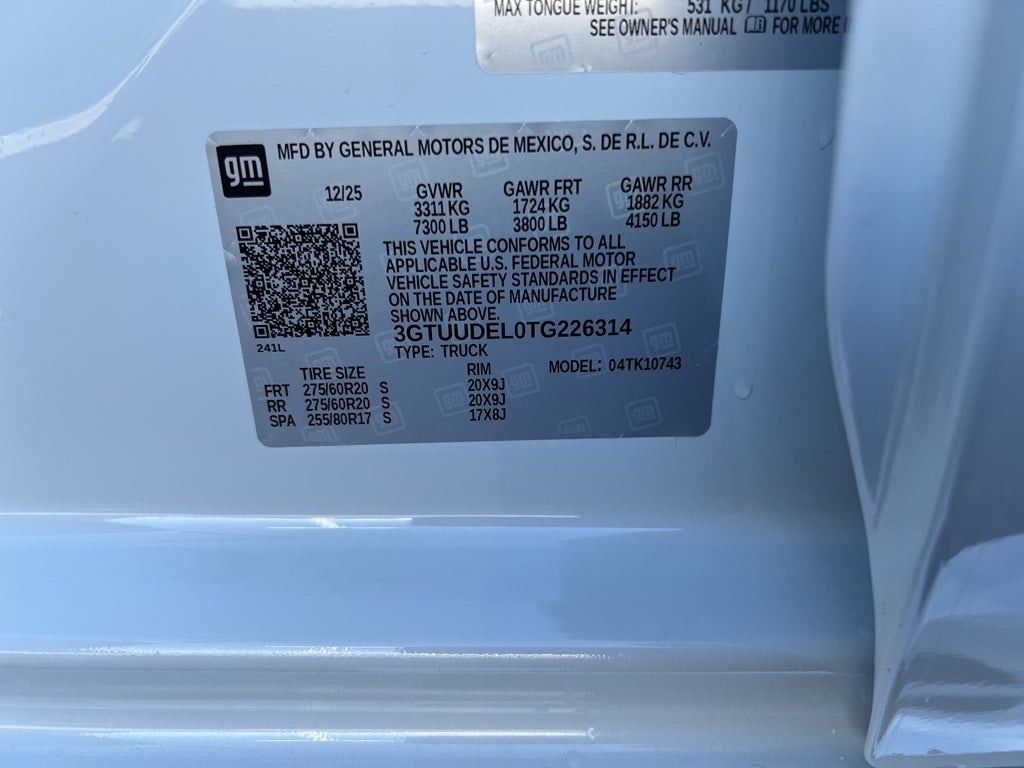 MAX TONGUE WEIGHT: 531 KG / 1170 LBS
SEE OWNER'S MANUAL FOR MORE
gm
MFD BY GENERAL MOTORS DE MEXICO, S. DE R.L. DE C.V.
12/25 GVWR GAWR FRT GAWR RR
3311 KG 1724 KG 1882 KG
7300 LB 3800 LB 4150 LB
THIS VEHICLE CONFORMS TO ALL
APPLICABLE U.S. FEDERAL MOTOR
VEHICLE SAFETY STANDARDS IN EFFECT
ON THE DATE OF MANUFACTURE
SHOWN ABOVE.
3GTUUDEL0TG226314
241L
TYPE: TRUCK
TIRE SIZE RIM MODEL: 04TK10743
FRT 275/60R20 S 20X9J
RR 275/60R20 S 20X9J
SPA 255/80R17 S 17X8J